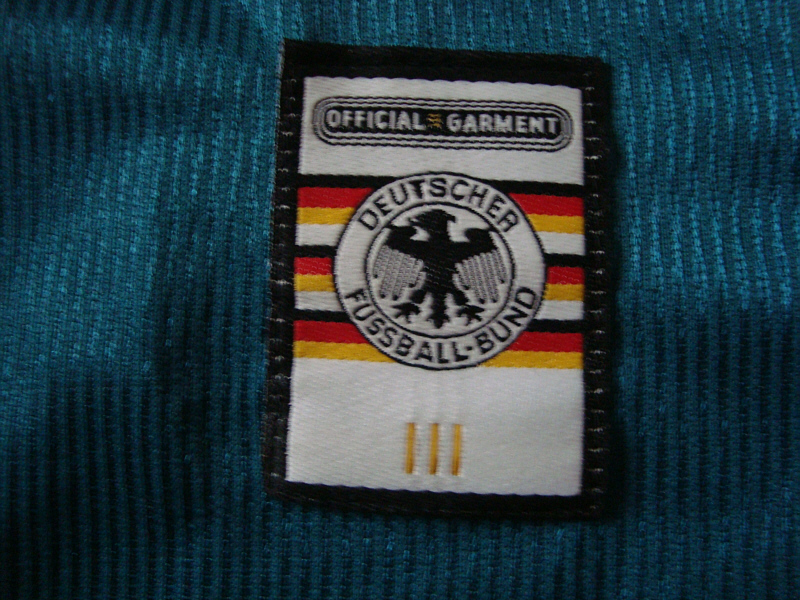 OFFICIAL GARMENT
DEUTSCHER
FUSSBALL-BUND